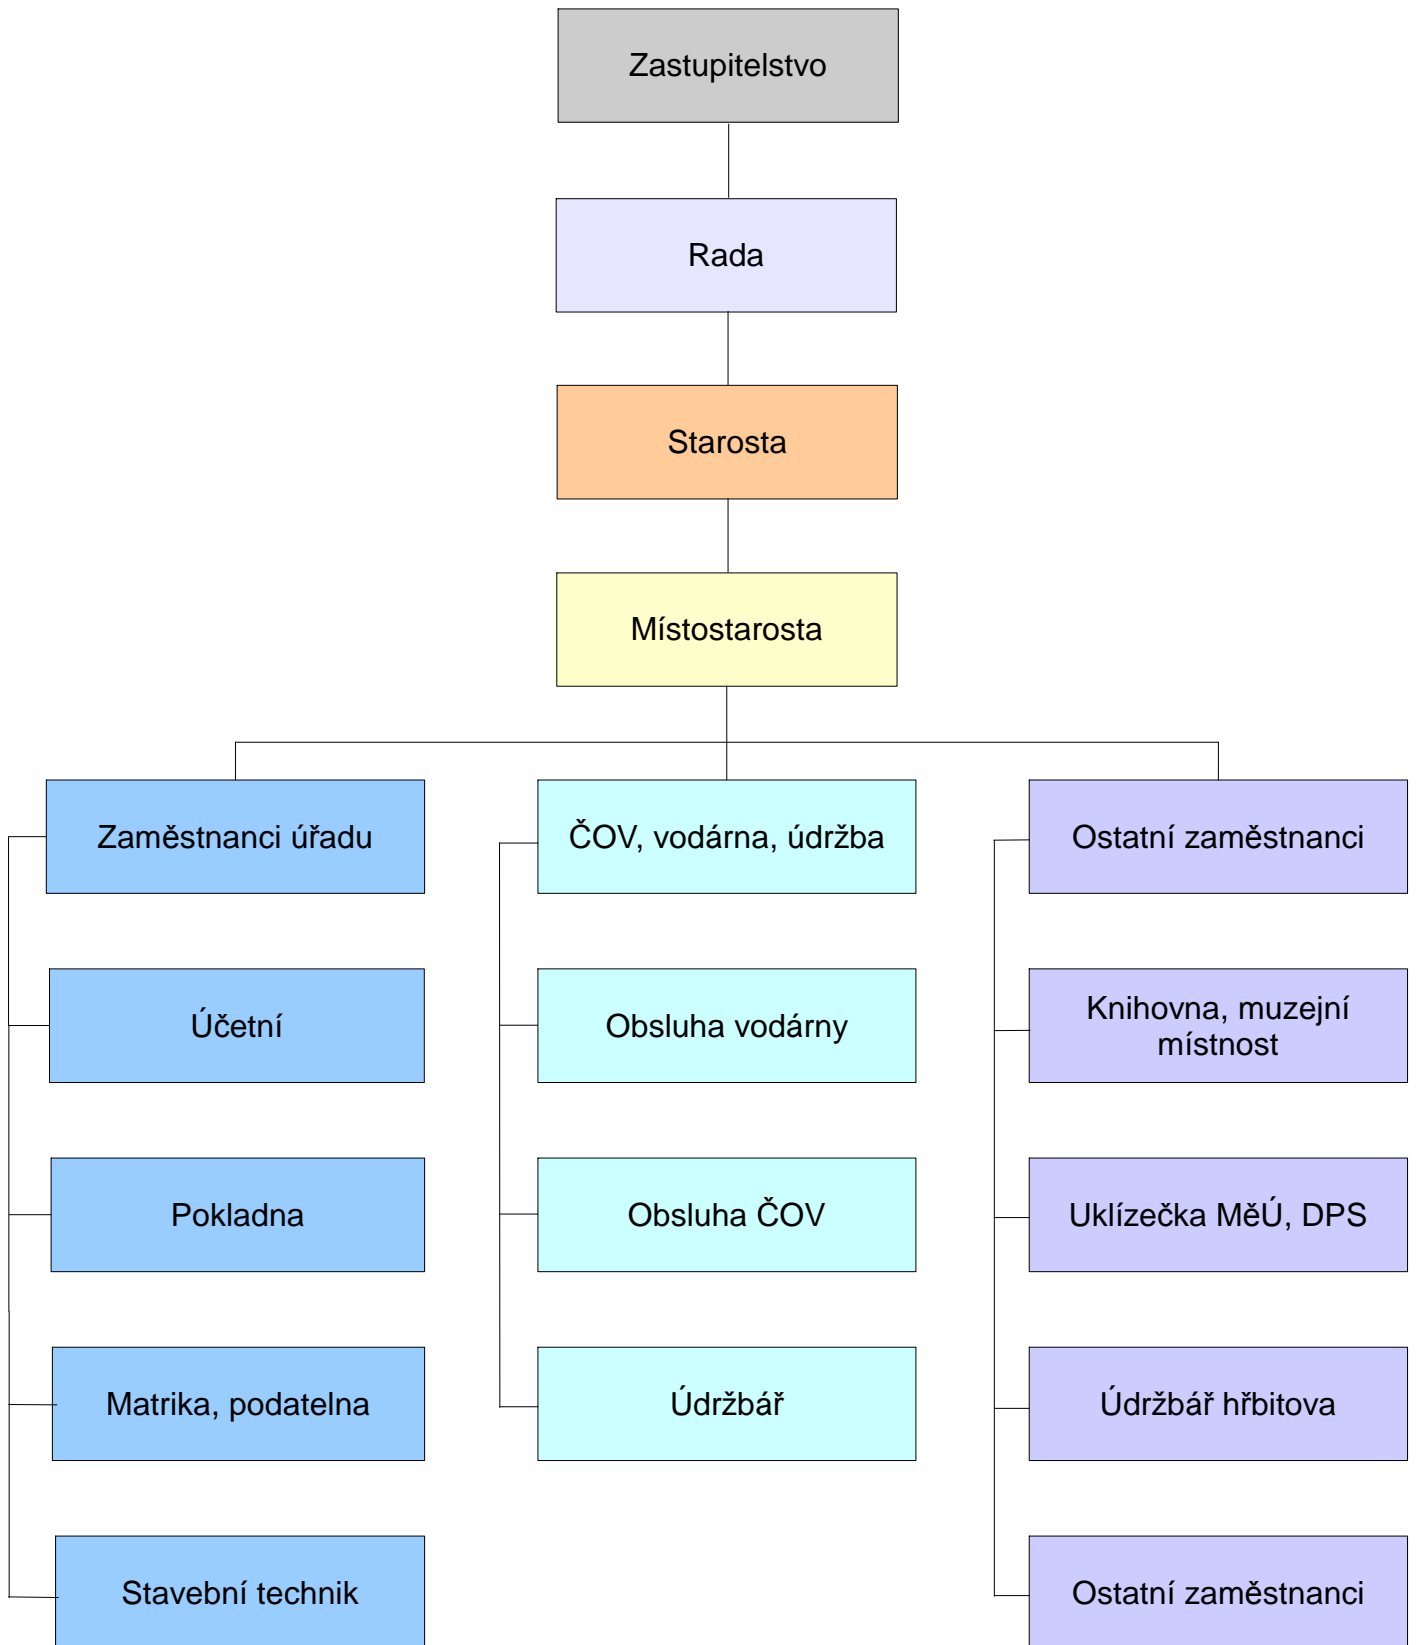 Zastupitelstvo
Rada
Starosta
Místostarosta
Zaměstnanci úřadu
ČOV, vodárna, údržba
Ostatní zaměstnanci
Účetní
Obsluha vodárny
Knihovna, muzejní
místnost
Pokladna
Obsluha ČOV
Uklízečka MěÚ, DPS
Matrika, podatelna
Údržbář
Údržbář hřbitova
Stavební technik
Ostatní zaměstnanci